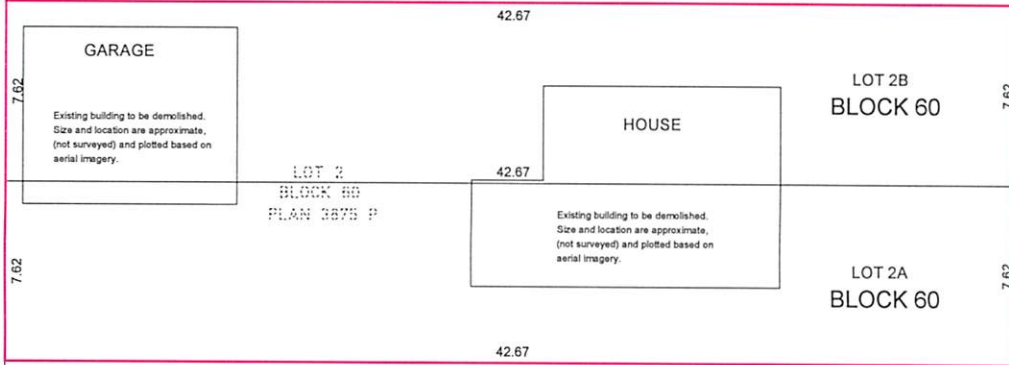 42.67
GARAGE
7.62
Existing building to be demolished.
Size and location are approximate,
(not surveyed) and plotted based on
aerial imagery.
HOUSE
LOT 2B
BLOCK 60
7.62
LOT 2
BLOCK 60
PLAN 3875 P
42.67
7.62
Existing building to be demolished.
Size and location are approximate,
(not surveyed) and plotted based on
aerial imagery.
LOT 2A
BLOCK 60
7.62
42.67